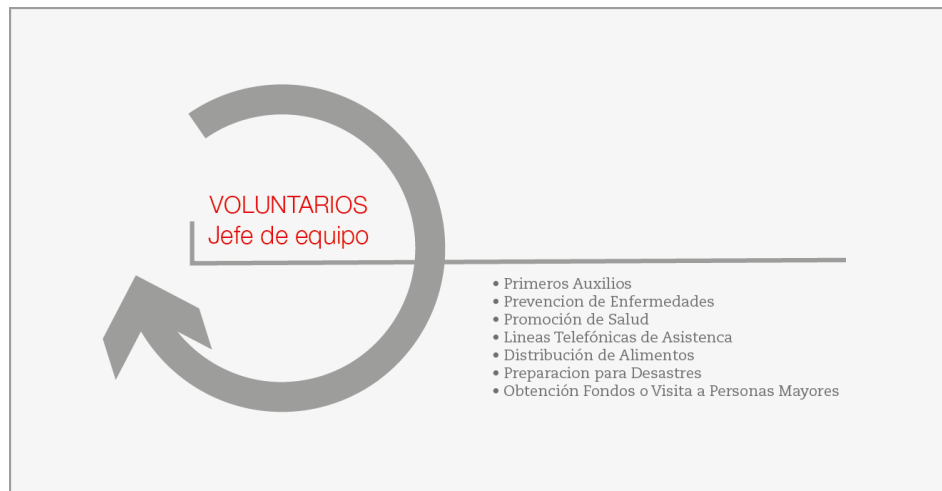 VOLUNTARIOS
Jefe de equipo
• Primeros Auxilios
• Prevencion de Enfermedades
• Promoción de Salud
• Lineas Telefónicas de Asistenca
• Distribución de Alimentos
• Preparacion para Desastres
• Obtención Fondos o Visita a Personas Mayores